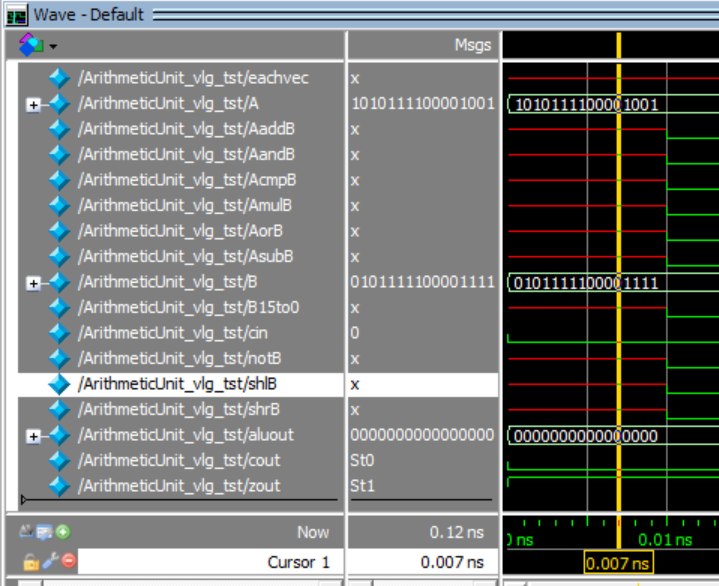 Wave - Default
Msgs
/ArithmeticUnit_vlg_tst/eachvec x
/ArithmeticUnit_vlg_tst/A 1010111100001001 1010111100001001
/ArithmeticUnit_vlg_tst/AaddB x
/ArithmeticUnit_vlg_tst/AandB x
/ArithmeticUnit_vlg_tst/AcmpB x
/ArithmeticUnit_vlg_tst/AmulB x
/ArithmeticUnit_vlg_tst/AorB x
/ArithmeticUnit_vlg_tst/AsubB x
/ArithmeticUnit_vlg_tst/B 0101111100001111 0101111100001111
/ArithmeticUnit_vlg_tst/B15to0 x
/ArithmeticUnit_vlg_tst/cin 0
/ArithmeticUnit_vlg_tst/notB x
/ArithmeticUnit_vlg_tst/shlB x
/ArithmeticUnit_vlg_tst/shrB x
/ArithmeticUnit_vlg_tst/aluout 0000000000000000 0000000000000000
/ArithmeticUnit_vlg_tst/cout St0
/ArithmeticUnit_vlg_tst/zout St1
Now 0.12 ns ns 0.01 ns
Cursor 1 0.007 ns 0.007 ns